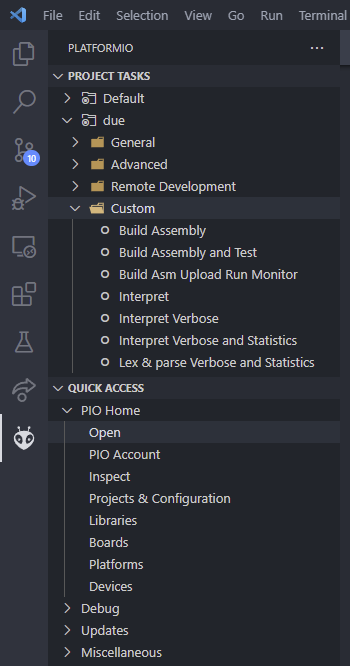 File Edit Selection View Go Run Terminal
PLATFORMIO
PROJECT TASKS
Default
due
General
Advanced
Remote Development
Custom
Build Assembly
Build Assembly and Test
Build Asm Upload Run Monitor
Interpret
Interpret Verbose
Interpret Verbose and Statistics
Lex & parse Verbose and Statistics
QUICK ACCESS
PIO Home
Open
PIO Account
Inspect
Projects & Configuration
Libraries
Boards
Platforms
Devices
Debug
Updates
Miscellaneous
10